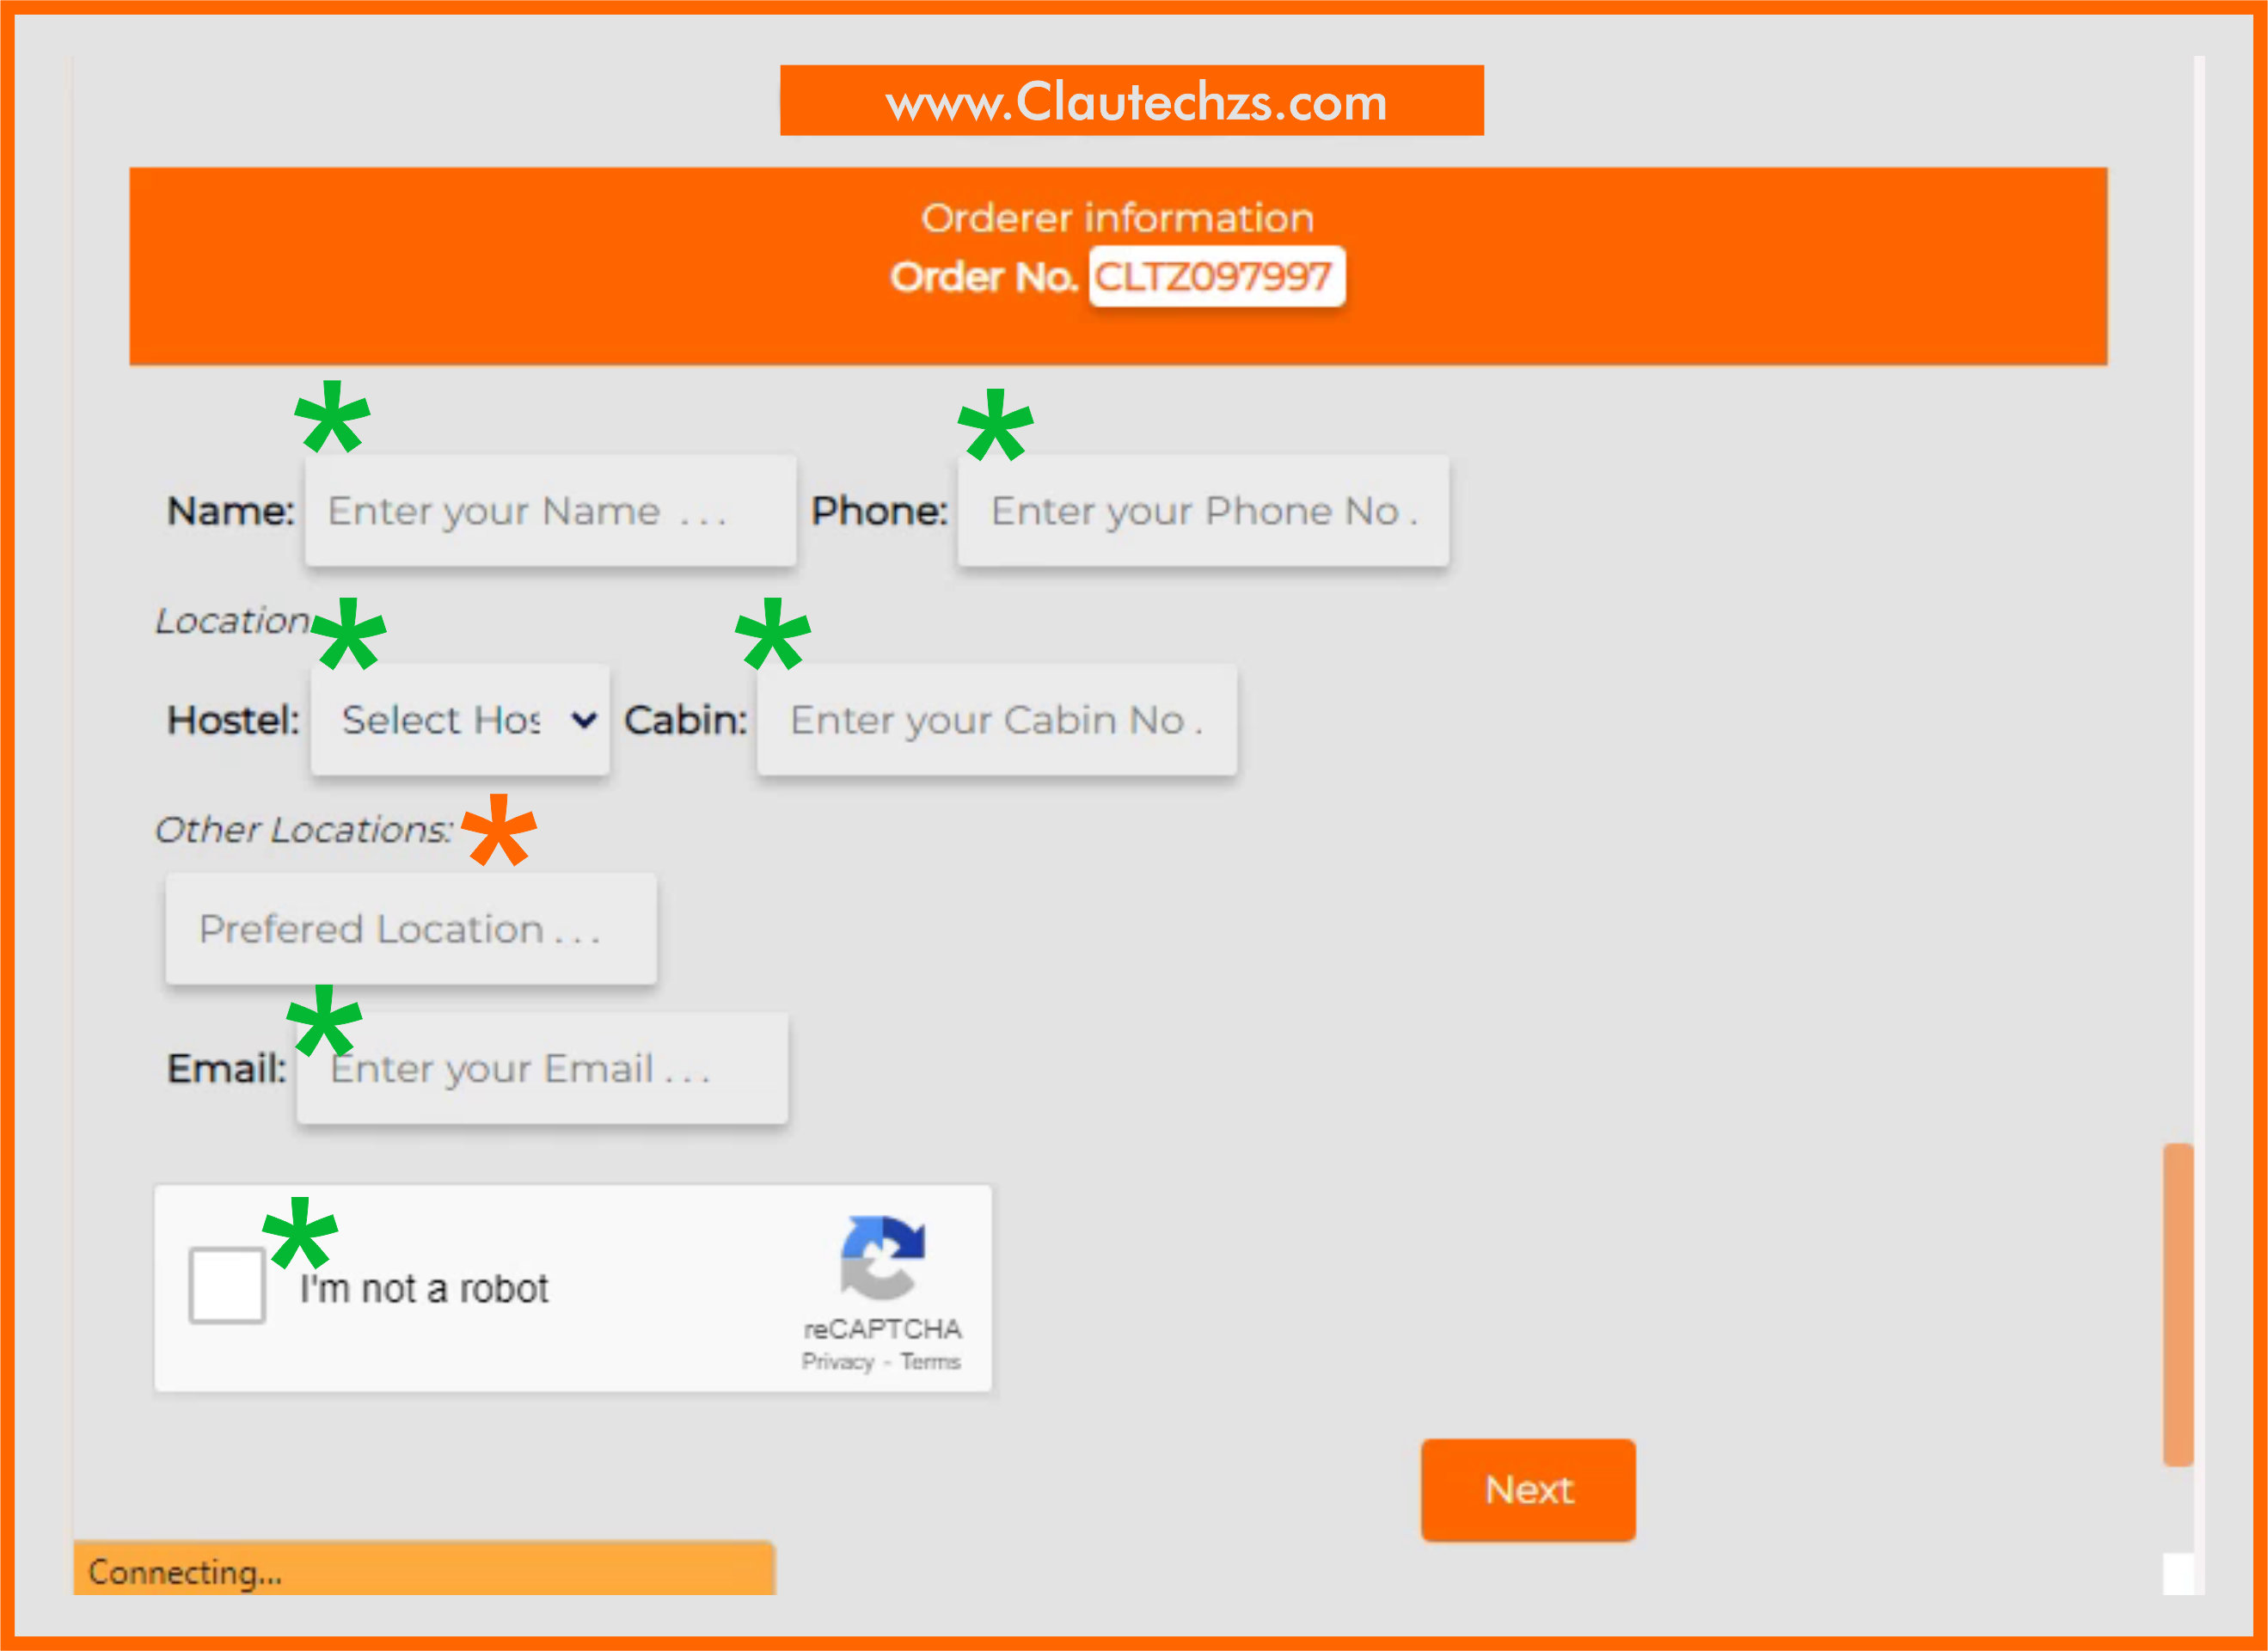 www.Clautechzs.com
Orderer information
Order No. CLTZ097997
Name: Enter your Name ... Phone: Enter your Phone No .
Location
Hostel: Select Hos Cabin: Enter your Cabin No .
Other Locations:
Prefered Location ...
Email: Enter your Email ...
I'm not a robot
reCAPTCHA
Privacy - Terms
Next
Connecting...